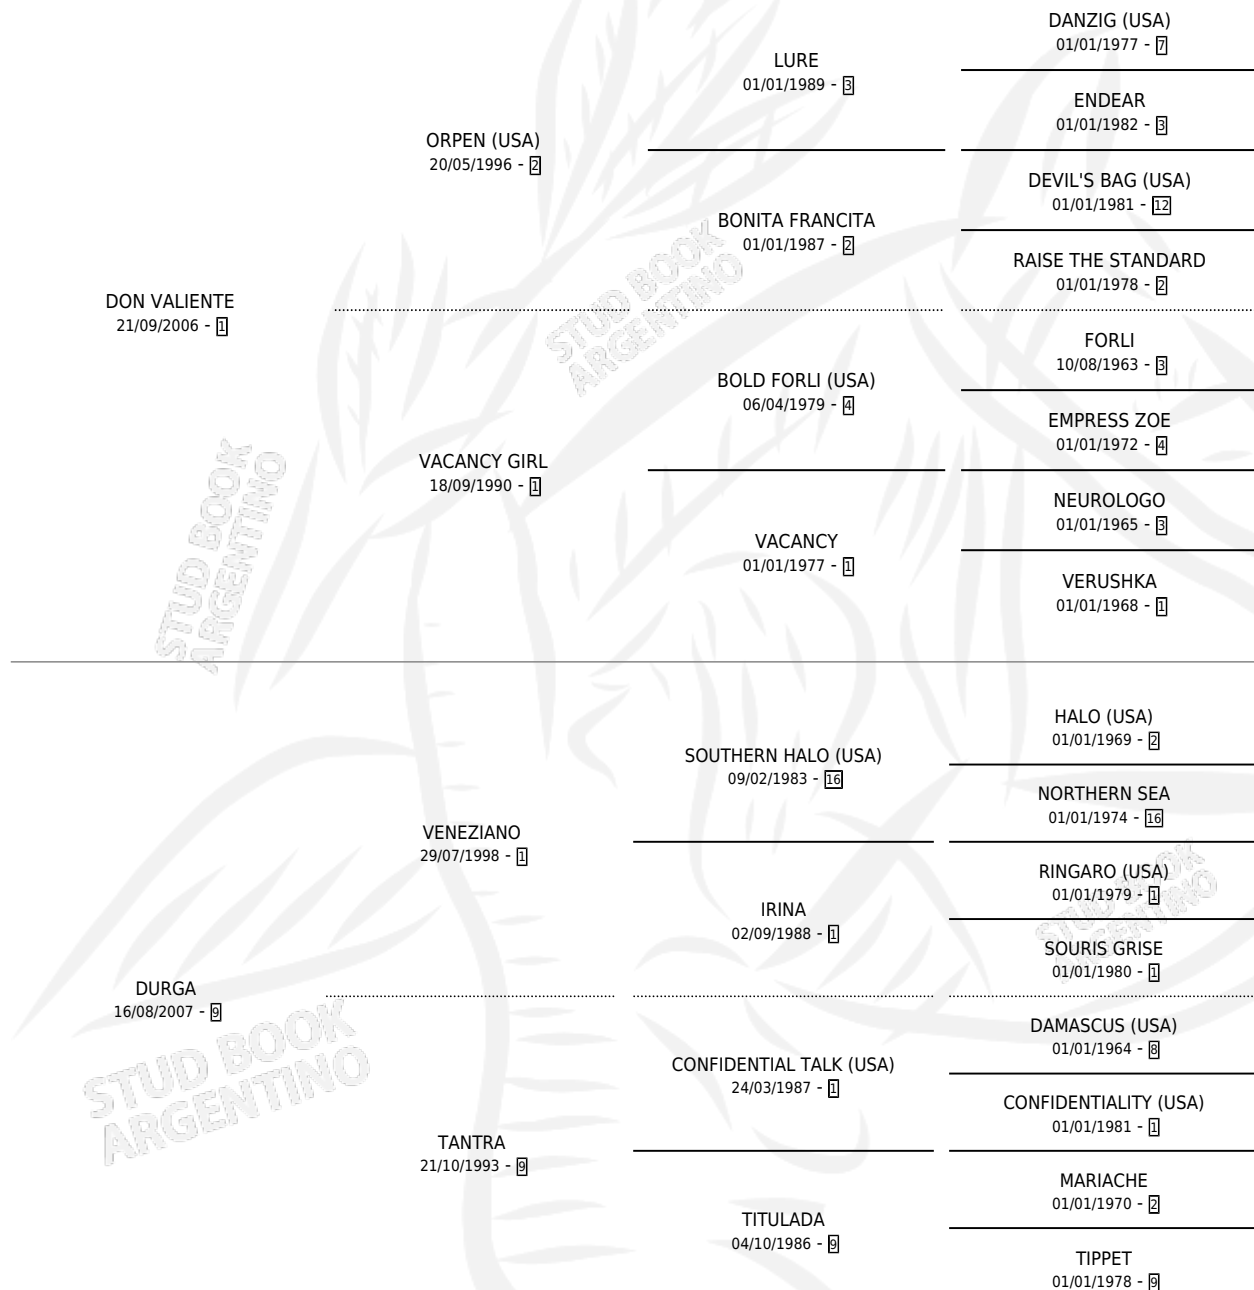 DON VALIENTE
21/09/2006 - 1
ORPEN (USA)
20/05/1996 - 2
LURE
01/01/1989 - 3
DANZIG (USA)
01/01/1977 - 7
ENDEAR
01/01/1982 - 3
BONITA FRANCITA
01/01/1987 - 2
DEVIL'S BAG (USA)
01/01/1981 - 12
RAISE THE STANDARD
01/01/1978 - 2
VACANCY GIRL
18/09/1990 - 1
BOLD FORLI (USA)
06/04/1979 - 4
FORLI
10/08/1963 - 3
EMPRESS ZOE
01/01/1972 - 4
VACANCY
01/01/1977 - 1
NEUROLOGO
01/01/1965 - 3
VERUSHKA
01/01/1968 - 1
DURGA
16/08/2007 - 9
VENEZIANO
29/07/1998 - 1
SOUTHERN HALO (USA)
09/02/1983 - 16
HALO (USA)
01/01/1969 - 2
NORTHERN SEA
01/01/1974 - 16
IRINA
02/09/1988 - 1
RINGARO (USA)
01/01/1979 - 1
SOURIS GRISE
01/01/1980 - 1
TANTRA
21/10/1993 - 9
CONFIDENTIAL TALK (USA)
24/03/1987 - 1
DAMASCUS (USA)
01/01/1964 - 8
CONFIDENTIALITY (USA)
01/01/1981 - 1
TITULADA
04/10/1986 - 9
MARIACHE
01/01/1970 - 2
TIPPET
01/01/1978 - 9
STUD BOOK
ARGENTINO
STUD BOOK
ARGENTINO
STUD BOOK
ARGENTINO
STUD BOOK
ARGENTINO